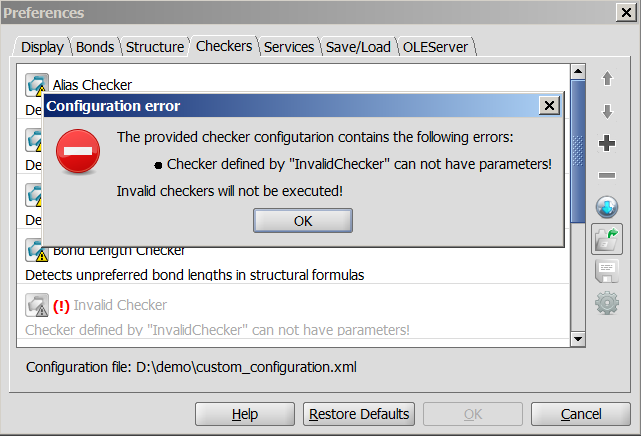 Preferences
Display Bonds Structure Checkers Services Save/Load OLEServer
Alias Checker
De
Configuration error
The provided checker configutarion contains the following errors:
Checker defined by "InvalidChecker" can not have parameters!
Invalid checkers will not be executed!
OK
De
De
De
Bond Length Checker
Detects unpreferred bond lengths in structural formulas
(!) Invalid Checker
Checker defined by "InvalidChecker" can not have parameters!
Configuration file: D:\demo\custom_configuration.xml
Help Restore Defaults OK Cancel